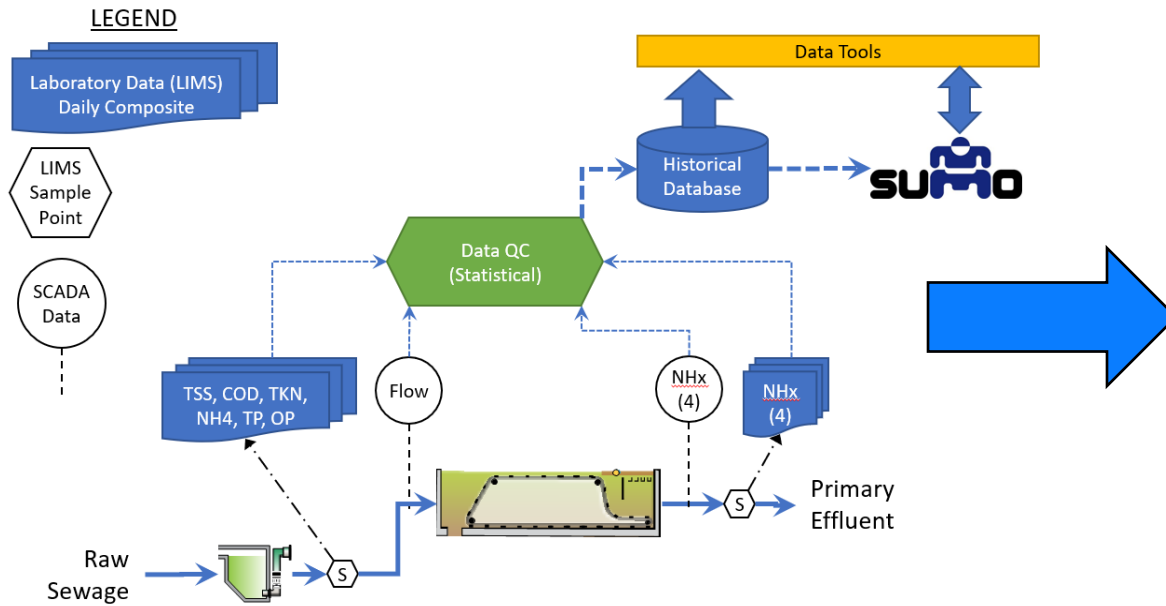 LEGEND
Laboratory Data (LIMS)
Daily Composite
LIMS
Sample
Point
SCADA
Data
Data Tools
Historical
Database
SUMO
Data QC
(Statistical)
TSS, COD, TKN,
NH4, TP, OP
Flow
NHx
(4)
NHx
(4)
Raw
Sewage
S
S
Primary
Effluent